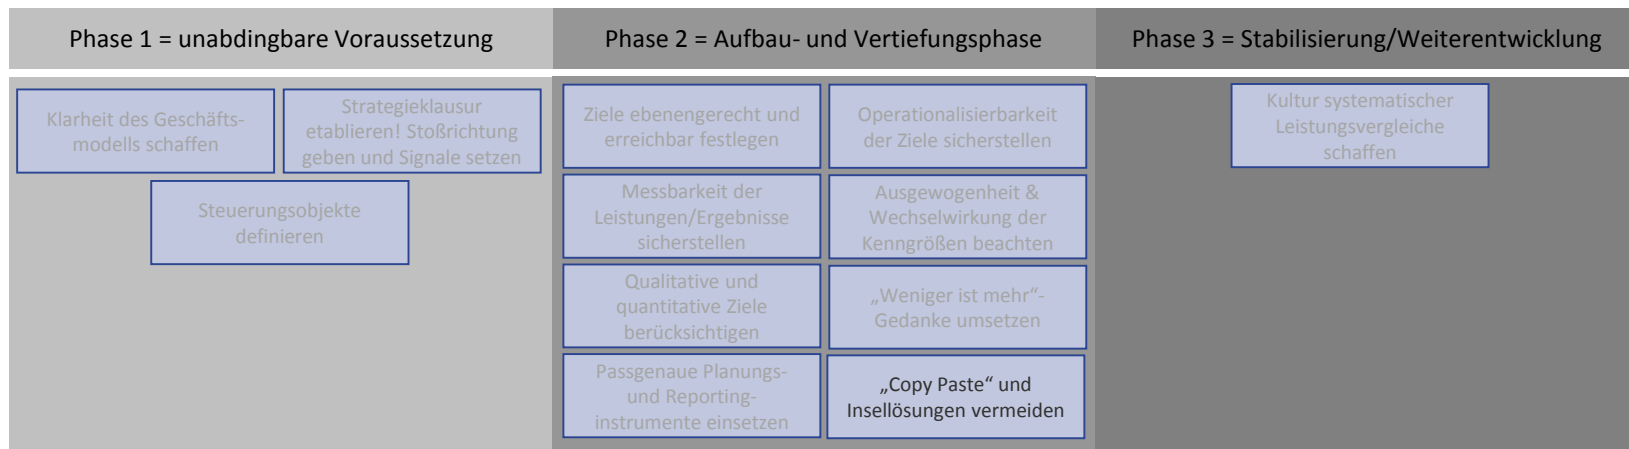 Phase 1 = unabdingbare Voraussetzung
Phase 2 = Aufbau- und Vertiefungsphase
Phase 3 = Stabilisierung/Weiterentwicklung
Klarheit des Geschäfts-
modells schaffen
Strategieklausur
etablieren! Stoßrichtung
geben und Signale setzen
Steuerungsobjekte
definieren
Ziele ebenengerecht und
erreichbar festlegen
Operationalisierbarkeit
der Ziele sicherstellen
Messbarkeit der
Leistungen/Ergebnisse
sicherstellen
Ausgewogenheit &
Wechselwirkung der
Kenngrößen beachten
Qualitative und
quantitative Ziele
berücksichtigen
„Weniger ist mehr“-
Gedanke umsetzen
Passgenaue Planungs-
und Reporting-
instrumente einsetzen
„Copy Paste“ und
Insellösungen vermeiden
Kultur systematischer
Leistungsvergleiche
schaffen